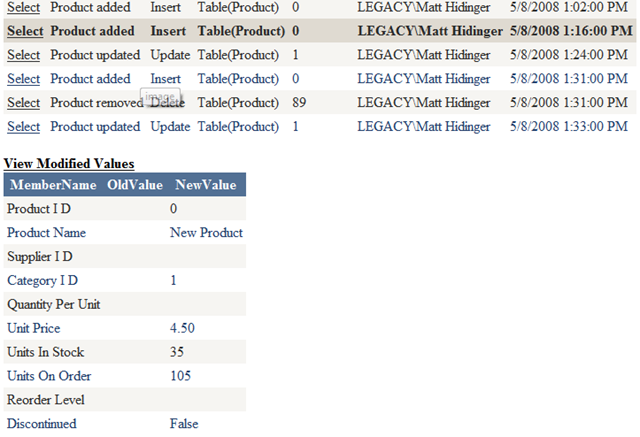 Select Product added Insert Table(Product) 0 LEGACY\Matt Hidinger 5/8/2008 1:02:00 PM
Select Product added Insert Table(Product) 0 LEGACY\Matt Hidinger 5/8/2008 1:16:00 PM
Select Product updated Update Table(Product) 1 LEGACY\Matt Hidinger 5/8/2008 1:24:00 PM
Select Product added Insert Table(Product) 0 LEGACY\Matt Hidinger 5/8/2008 1:31:00 PM
image
Select Product removed Delete Table(Product) 89 LEGACY\Matt Hidinger 5/8/2008 1:31:00 PM
Select Product updated Update Table(Product) 1 LEGACY\Matt Hidinger 5/8/2008 1:33:00 PM
View Modified Values
MemberName OldValue NewValue
Product I D 0
Product Name New Product
Supplier I D
Category I D 1
Quantity Per Unit
Unit Price 4.50
Units In Stock 35
Units On Order 105
Reorder Level
Discontinued False